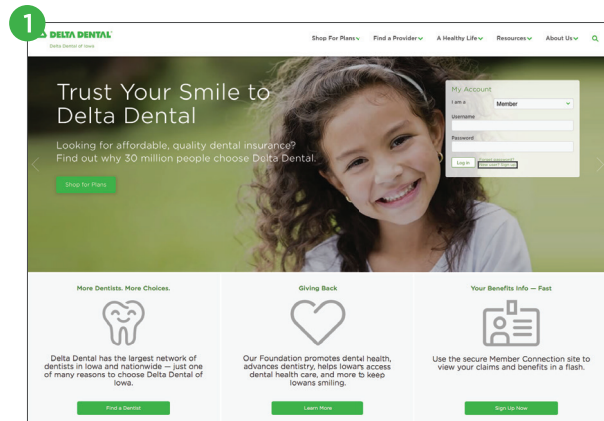 1
DELTA DENTAL
Delta Dental of Iowa
Shop For Plans
Find a Provider
A Healthy Life
Resources
About Us
Trust Your Smile to
Delta Dental
Looking for affordable, quality dental insurance?
Find out why 30 million people choose Delta Dental.
Shop for Plans
My Account
I am a Member
Username
Password
Log in
Forgot password?
New user? Sign up
More Dentists. More Choices.
Delta Dental has the largest network of
dentists in Iowa and nationwide — just one
of many reasons to choose Delta Dental of
Iowa.
Find a Dentist
Giving Back
Our Foundation promotes dental health,
advances dentistry, helps Iowans access
dental health care, and more to keep
Iowans smiling.
Learn More
Your Benefits Info — Fast
Use the secure Member Connection site to
view your claims and benefits in a flash.
Sign Up Now